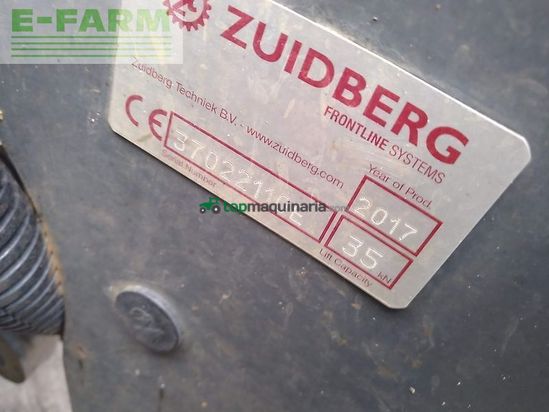 E-FARM
ZUIDBERG
FRONTLINE SYSTEMS
Zuidberg Techniek B.V. - www.zuidberg.com
CE
Serial Number
Year of Prod.
2017
35 kN
Lift Capacity
topmaquinaria.com